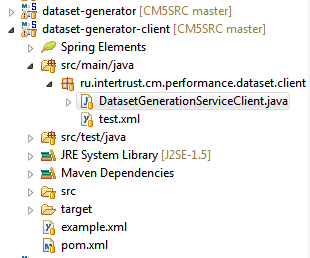 dataset-generator [CM5SRC master]
dataset-generator-client [CM5SRC master]
Spring Elements
src/main/java
ru.intertrust.cm.performance.dataset.client
DatasetGenerationServiceClient.java
test.xml
src/test/java
JRE System Library [J2SE-1.5]
Maven Dependencies
src
target
example.xml
pom.xml